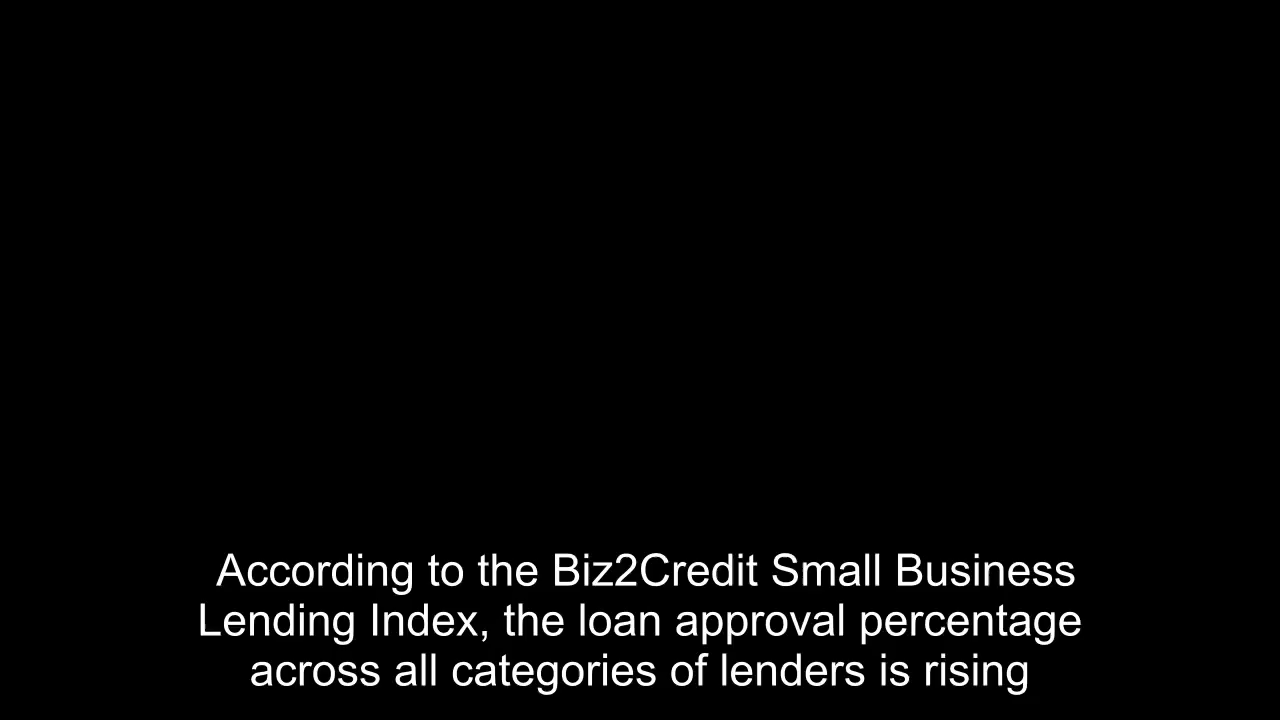 According to the Biz2Credit Small Business
Lending Index, the loan approval percentage
across all categories of lenders is rising